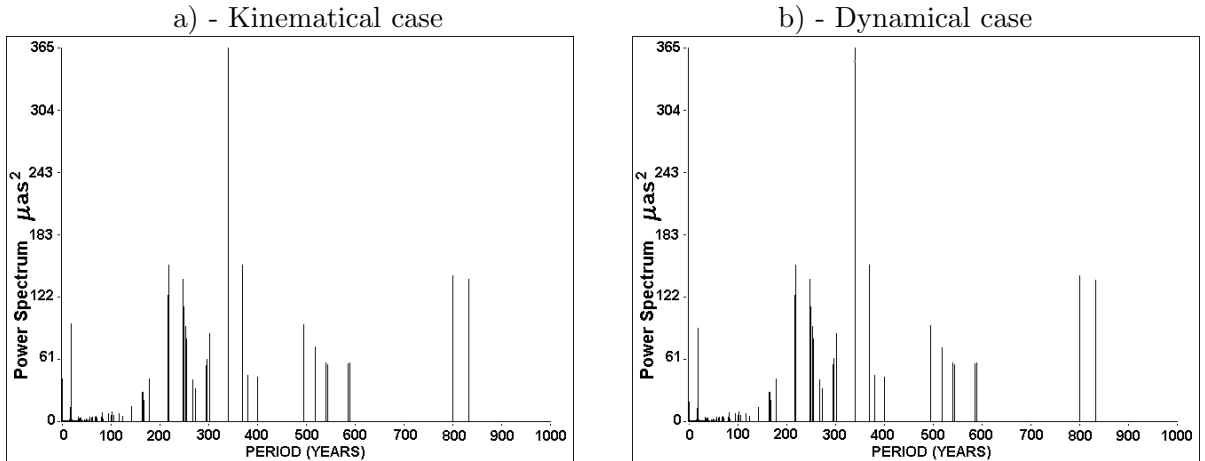 a) - Kinematical case
365
304
243
183
122
61
0
Power Spectrum μas²
0 100 200 300 400 500 600 700 800 900 1000
PERIOD (YEARS)
b) - Dynamical case
365
304
243
183
122
61
0
Power Spectrum μas²
0 100 200 300 400 500 600 700 800 900 1000
PERIOD (YEARS)